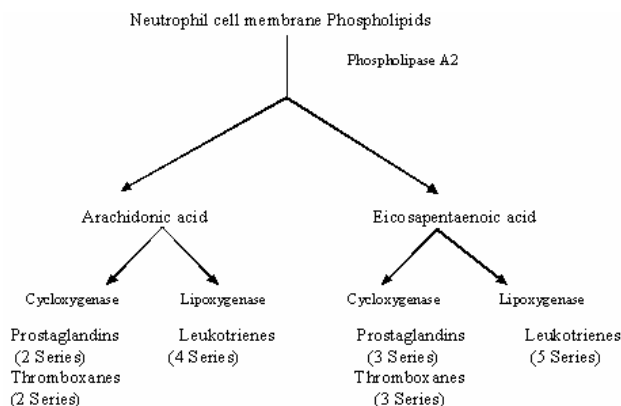 Neutrophil cell membrane Phospholipids
Phospholipase A2
Arachidonic acid
Eicosapentaenoic acid
Cycloxygenase
Lipoxygenase
Cycloxygenase
Lipoxygenase
Prostaglandins
(2 Series)
Thromboxanes
(2 Series)
Leukotrienes
(4 Series)
Prostaglandins
(3 Series)
Thromboxanes
(3 Series)
Leukotrienes
(5 Series)